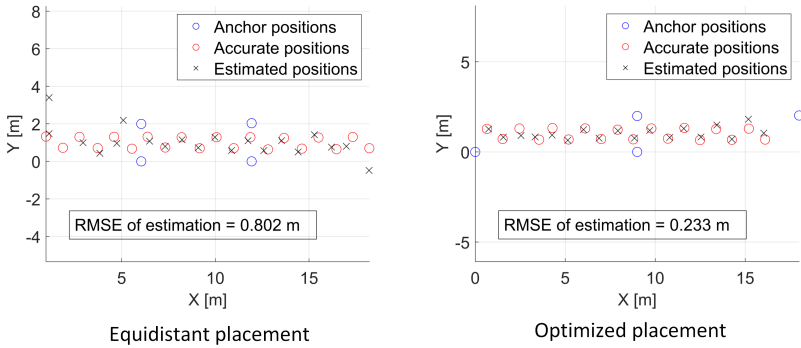 8
6
4
2
0
-2
-4
5
10
15
Y [m]
X [m]
Anchor positions
Accurate positions
Estimated positions
RMSE of estimation = 0.802 m
Equidistant placement
5
0
-5
0
5
10
15
Y [m]
X [m]
Anchor positions
Accurate positions
Estimated positions
RMSE of estimation = 0.233 m
Optimized placement